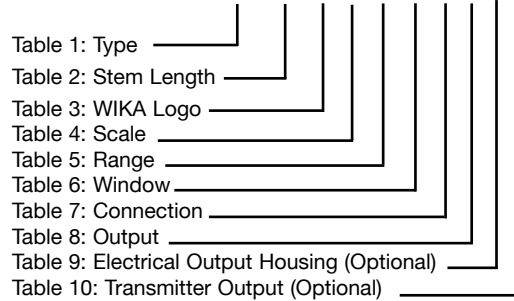 Table 1: Type
Table 2: Stem Length
Table 3: WIKA Logo
Table 4: Scale
Table 5: Range
Table 6: Window
Table 7: Connection
Table 8: Output
Table 9: Electrical Output Housing (Optional)
Table 10: Transmitter Output (Optional)